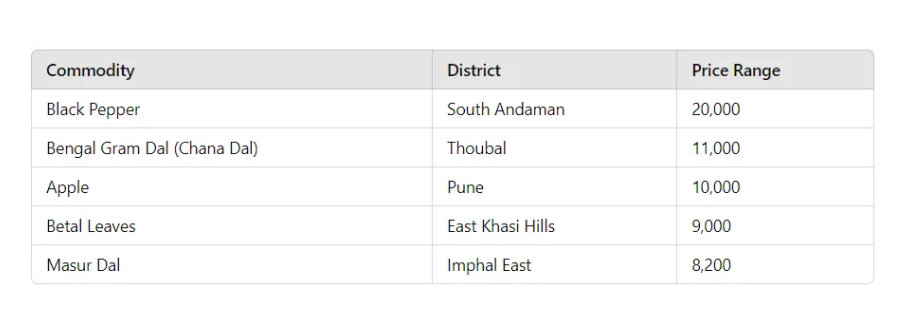 Commodity District Price Range
Black Pepper South Andaman 20,000
Bengal Gram Dal (Chana Dal) Thoubal 11,000
Apple Pune 10,000
Betal Leaves East Khasi Hills 9,000
Masur Dal Imphal East 8,200